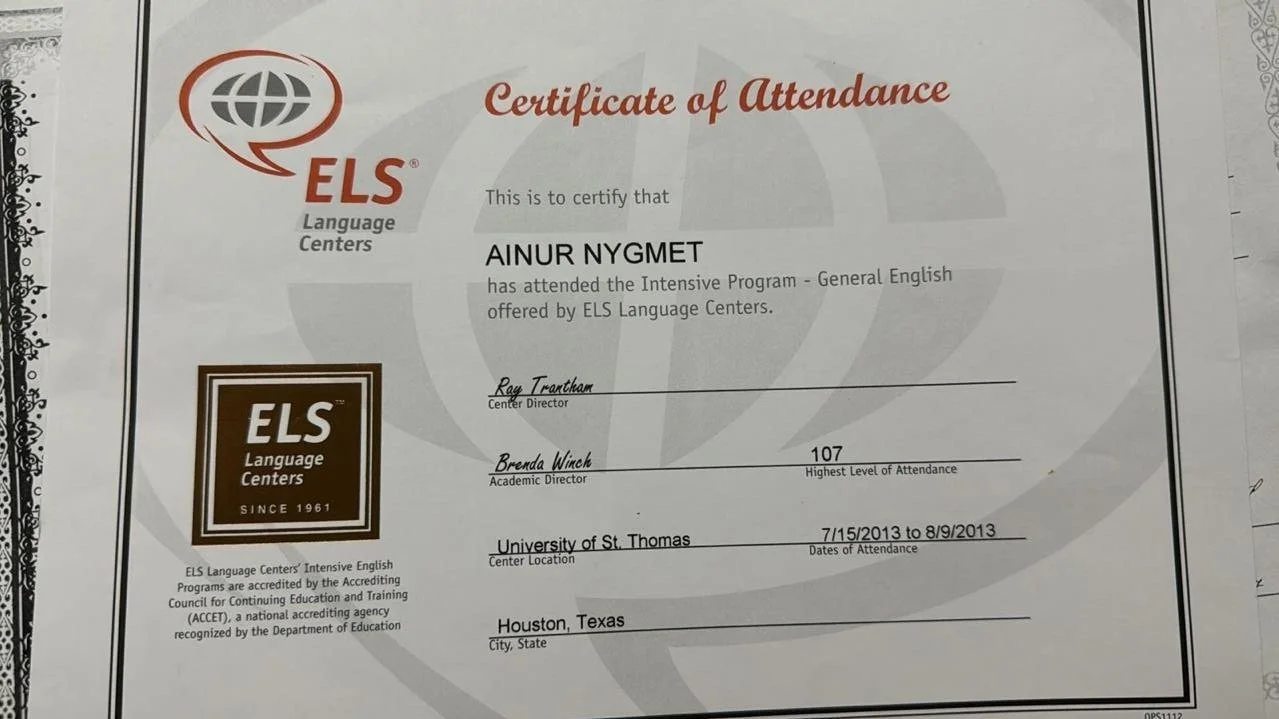 Certificate of Attendance
ELS®
Language
Centers
This is to certify that
AINUR NYGMET
has attended the Intensive Program - General English
offered by ELS Language Centers.
Ray Trantham
Center Director
ELS™
Language
Centers
SINCE 1961
Brenda Winch
Academic Director
107
Highest Level of Attendance
University of St. Thomas
Center Location
7/15/2013 to 8/9/2013
Dates of Attendance
ELS Language Centers' Intensive English
Programs are accredited by the Accrediting
Council for Continuing Education and Training
(ACCET), a national accrediting agency
recognized by the Department of Education
Houston, Texas
City, State
OPS1112